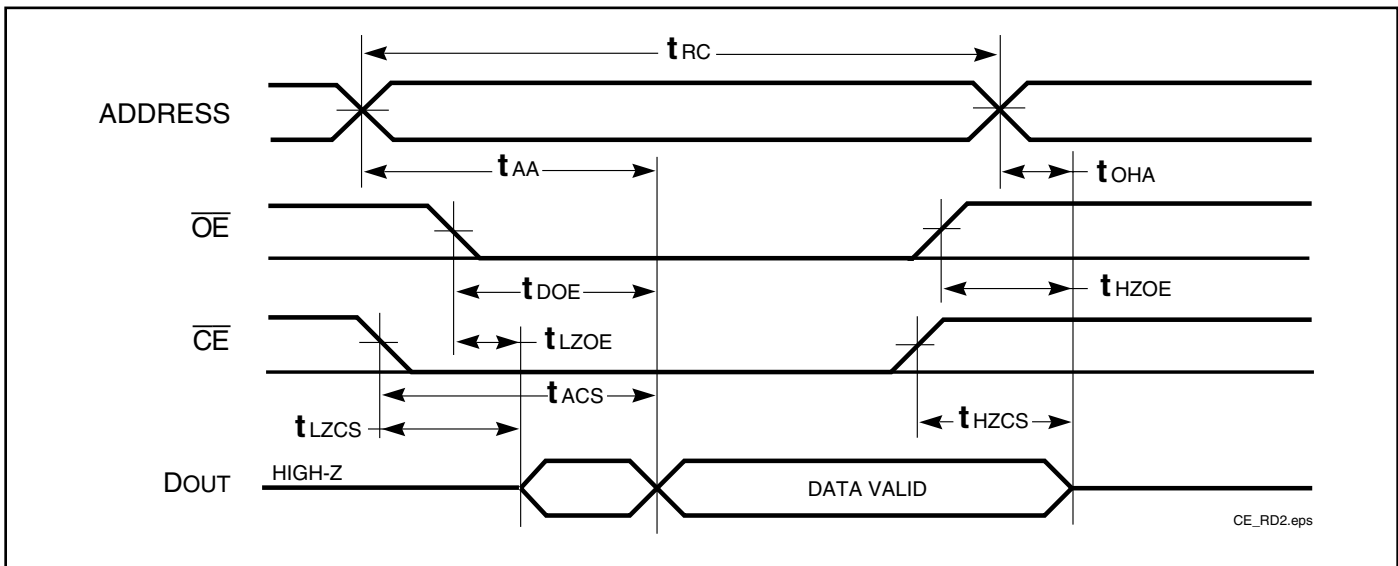 tRC
ADDRESS
tAA
tOHA
OE
tDOE
tHZOE
CE
tLZOE
tACS
tLZCS
tHZCS
DOUT
HIGH-Z
DATA VALID
CE_RD2.eps